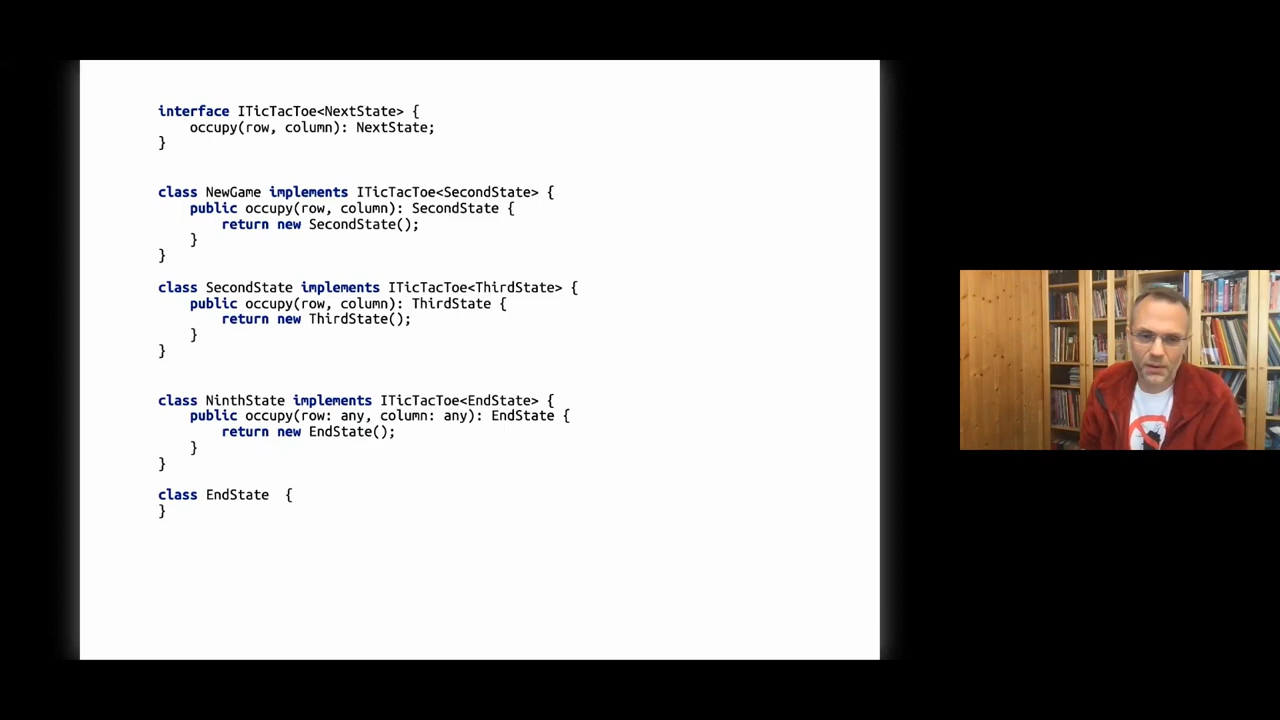 interface ITicTacToe<NextState> {
    occupy(row, column): NextState;
}
class NewGame implements ITicTacToe<SecondState> {
    public occupy(row, column): SecondState {
        return new SecondState();
    }
}
class SecondState implements ITicTacToe<ThirdState> {
    public occupy(row, column): ThirdState {
        return new ThirdState();
    }
}
class NinthState implements ITicTacToe<EndState> {
    public occupy(row: any, column: any): EndState {
        return new EndState();
    }
}
class EndState  {
}